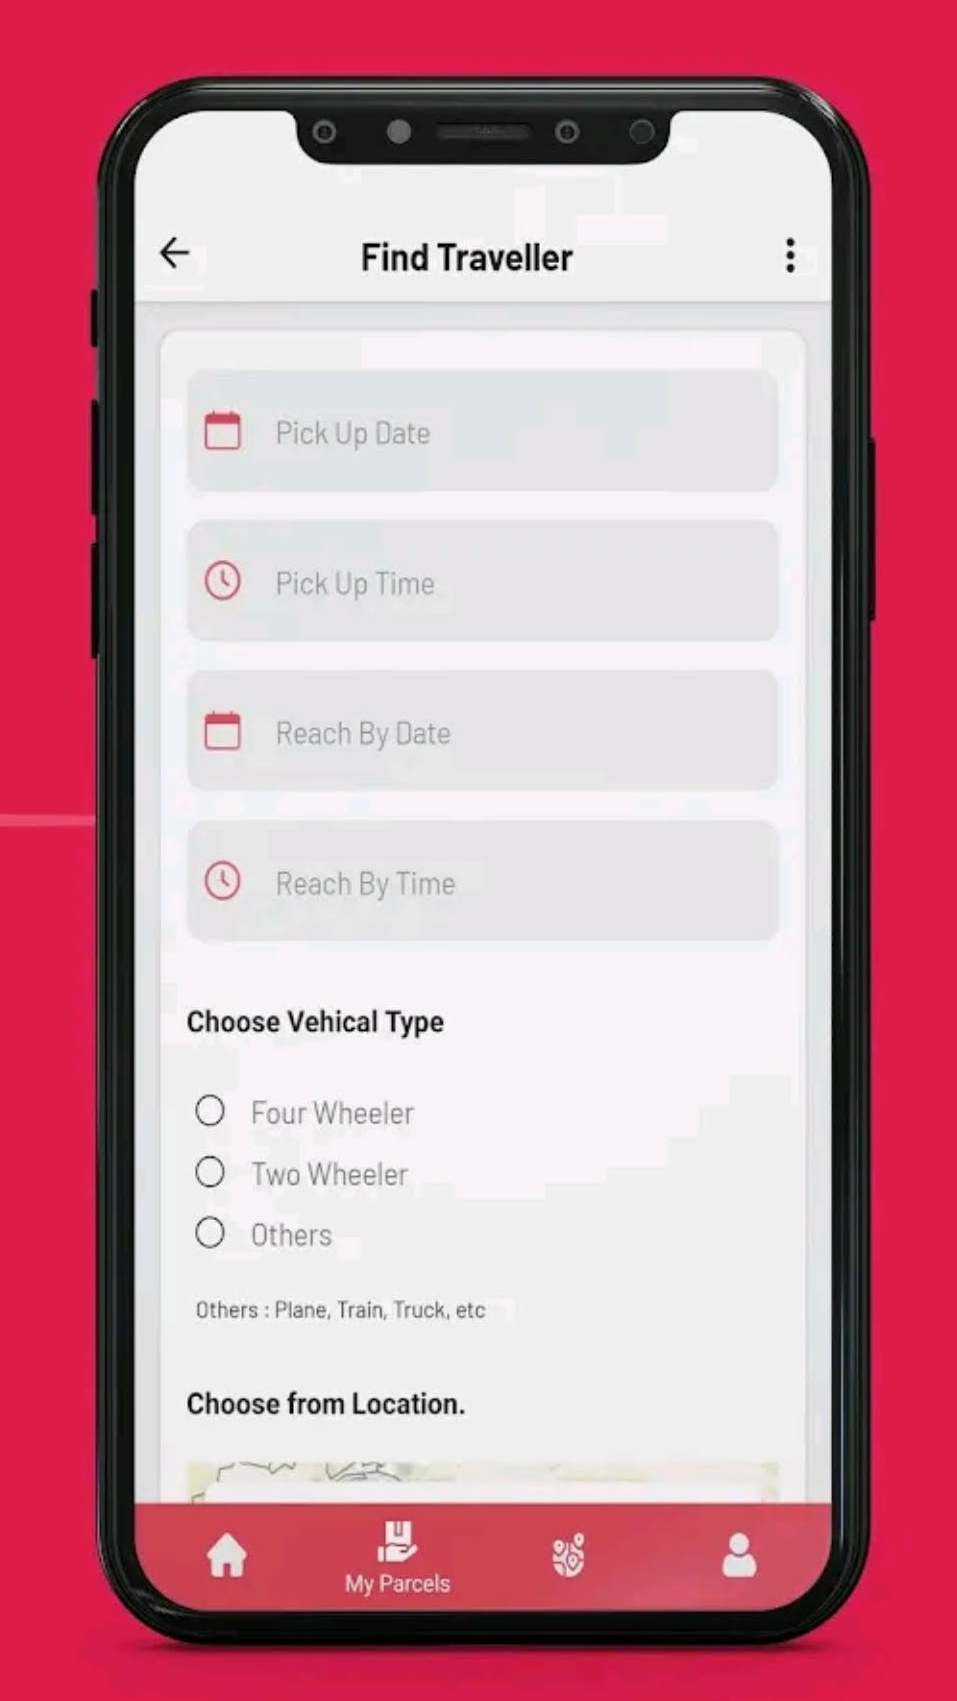 Find Traveller
Pick Up Date
Pick Up Time
Reach By Date
Reach By Time
Choose Vehical Type
Four Wheeler
Two Wheeler
Others
Others : Plane, Train, Truck, etc
Choose from Location.
My Parcels